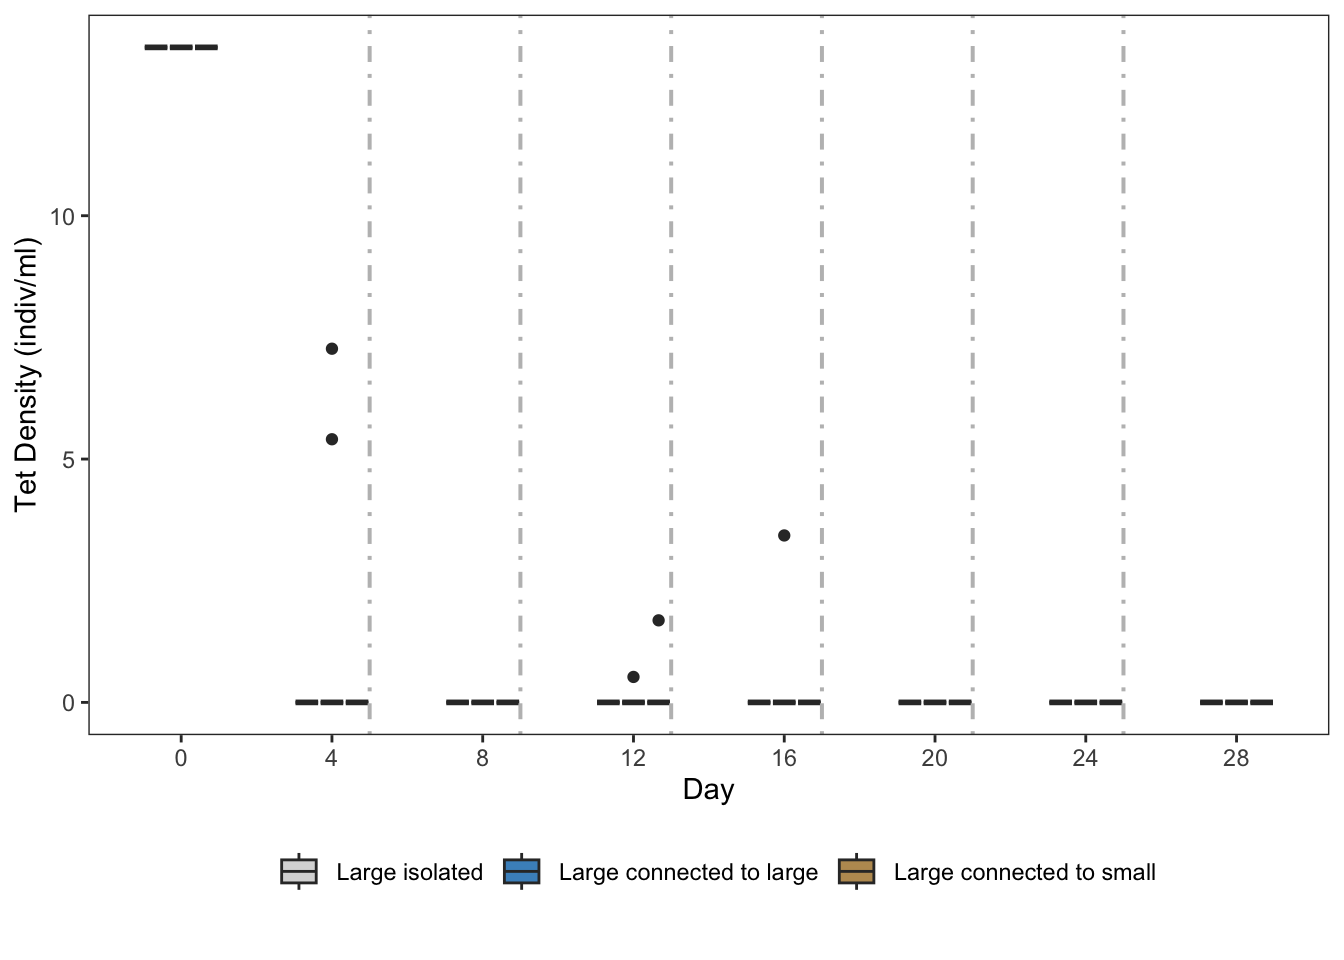 Tet Density (indiv/ml)
10
5
0
0 4 8 12 16 20 24 28
Day
Large isolated Large connected to large Large connected to small